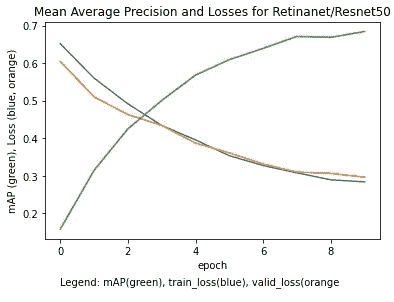 Mean Average Precision and Losses for Retinanet/Resnet50
0.7
0.6
0.5
0.4
0.3
0.2
mAP (green), Loss (blue, orange)
0 2 4 6 8
epoch
Legend: mAP(green), train_loss(blue), valid_loss(orange